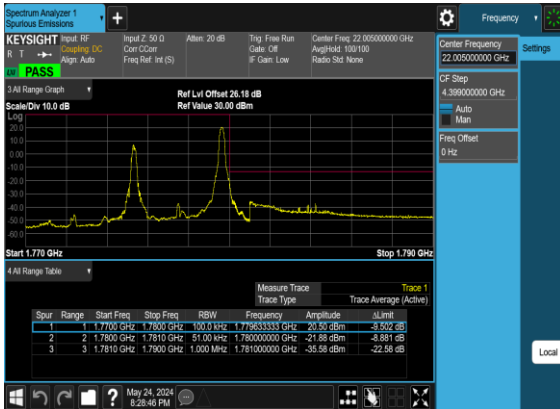 Spectrum Analyzer 1
Spurious Emissions
Frequency
KEYSIGHT Input: RF Input Z: 50 Ω Atten: 20 dB Trig: Free Run Center Freq: 22.005000000 GHz
R T Coupling: DC Corr CCorr Gate: Off Avg|Hold: 100/100
Align: Auto Freq Ref: Int (S) IF Gain: Low Radio Std: None
LXI PASS
Center Frequency
22.005000000 GHz
Settings
CF Step
4.399000000 GHz
Auto
Man
Freq Offset
0 Hz
3 All Range Graph
Ref Lvl Offset 26.18 dB
Scale/Div 10.0 dB Ref Value 30.00 dBm
Log
20.0
10.0
0.00
-10.0
-20.0
-30.0
-40.0
-50.0
-60.0
Start 1.770 GHz Stop 1.790 GHz
4 All Range Table
Measure Trace Trace 1
Trace Type Trace Average (Active)
Spur Range Start Freq Stop Freq RBW Frequency Amplitude ΔLimit
1 1 1.7700 GHz 1.7800 GHz 100.0 kHz 1.779633333 GHz 20.50 dBm -9.502 dB
2 2 1.7800 GHz 1.7810 GHz 51.00 kHz 1.780000000 GHz -21.88 dBm -8.881 dB
3 3 1.7810 GHz 1.7900 GHz 1.000 MHz 1.781000000 GHz -35.58 dBm -22.58 dB
Local
? May 24, 2024
8:28:46 PM